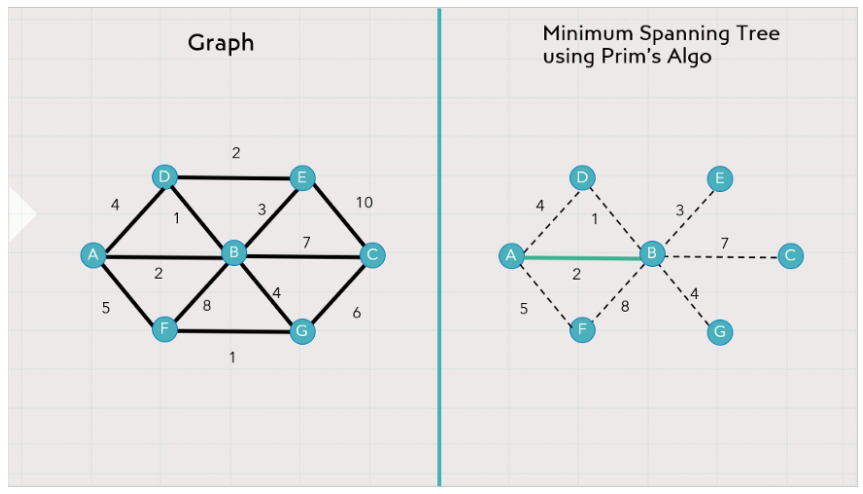 Graph
2
D
E
4
1
3
10
A
B
7
C
2
5
8
4
6
F
G
1
Minimum Spanning Tree
using Prim's Algo
D
E
4
1
3
A
B
7
C
2
5
8
4
F
G